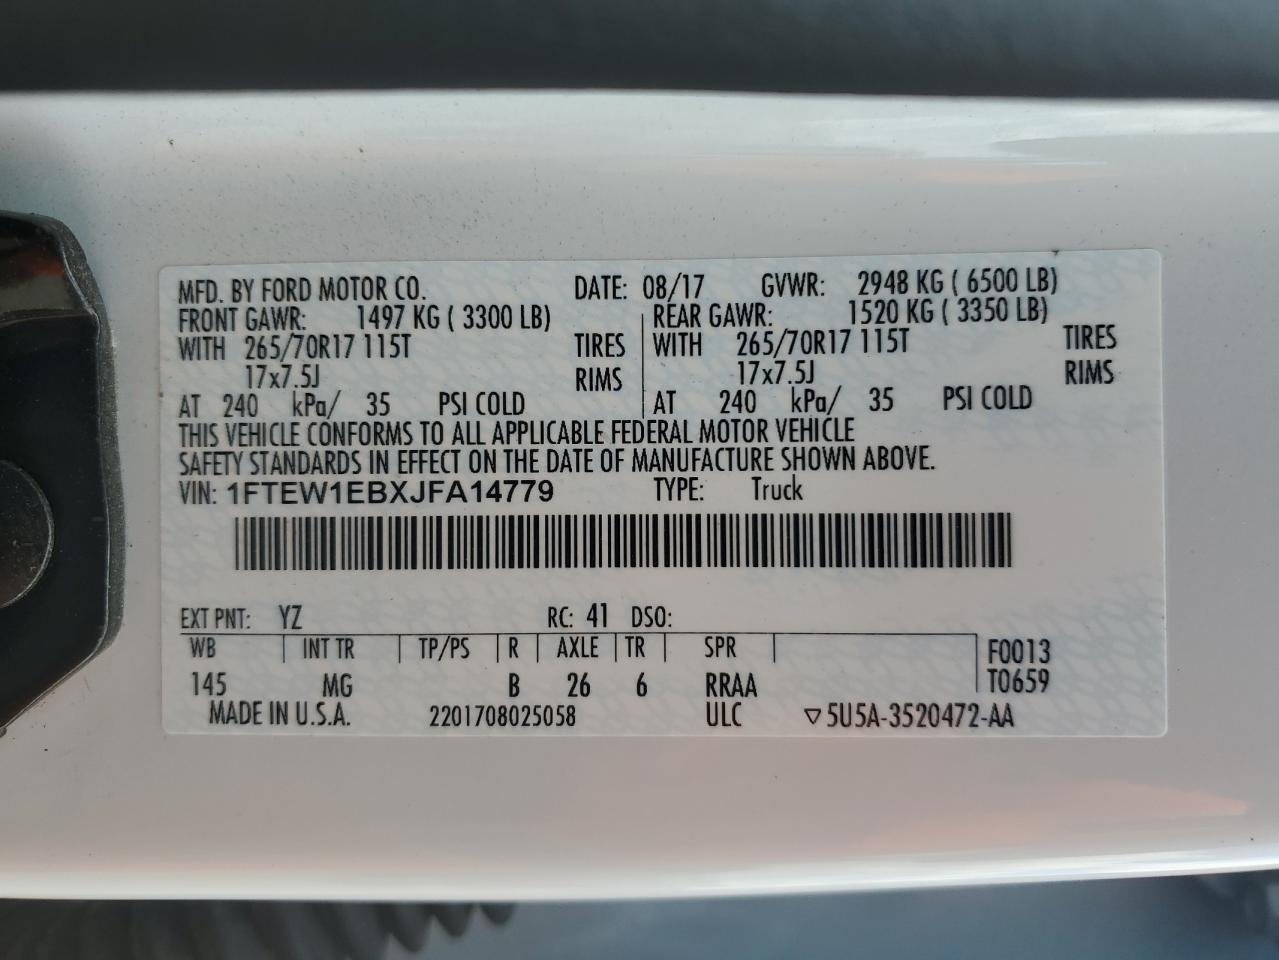 MFD. BY FORD MOTOR CO. DATE: 08/17 GVWR: 2948 KG ( 6500 LB)
FRONT GAWR: 1497 KG ( 3300 LB) REAR GAWR: 1520 KG ( 3350 LB)
WITH 265/70R17 115T TIRES WITH 265/70R17 115T TIRES
17x7.5J RIMS 17x7.5J RIMS
AT 240 kPa/ 35 PSI COLD AT 240 kPa/ 35 PSI COLD
THIS VEHICLE CONFORMS TO ALL APPLICABLE FEDERAL MOTOR VEHICLE
SAFETY STANDARDS IN EFFECT ON THE DATE OF MANUFACTURE SHOWN ABOVE.
VIN: 1FTEW1EBXJFA14779 TYPE: Truck
EXT PNT: YZ RC: 41 DSO:
WB INT TR TP/PS R AXLE TR SPR F0013
145 MG B 26 6 RRAA T0659
MADE IN U.S.A. 2201708025058 ULC ▽5U5A-3520472-AA